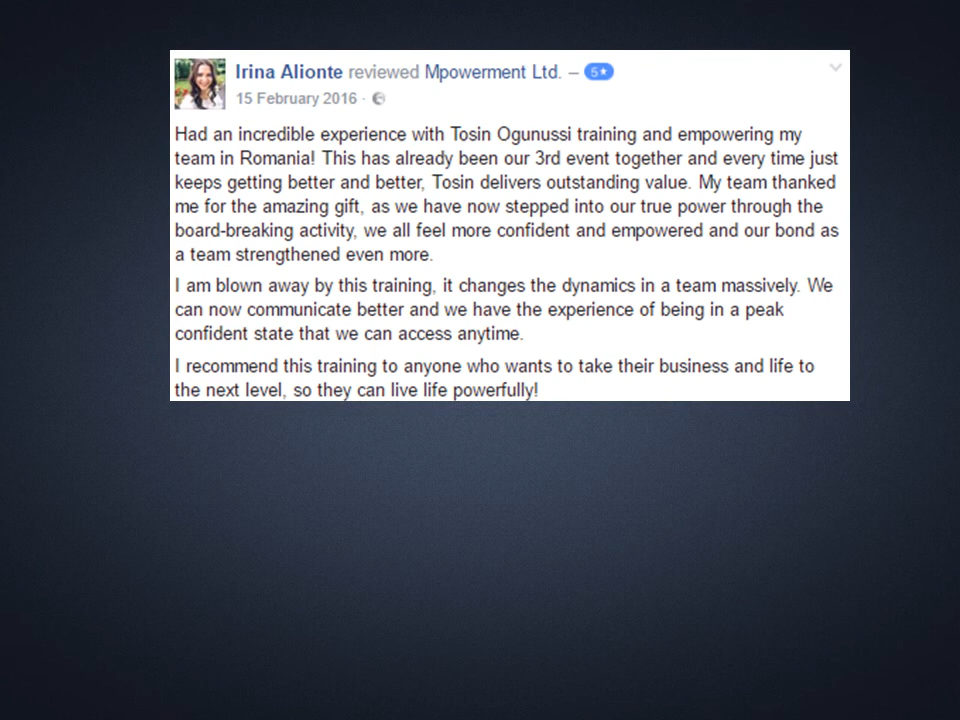 Irina Alionte reviewed Mpowerment Ltd. – 5★
15 February 2016 ·
Had an incredible experience with Tosin Ogunussi training and empowering my
team in Romania! This has already been our 3rd event together and every time just
keeps getting better and better, Tosin delivers outstanding value. My team thanked
me for the amazing gift, as we have now stepped into our true power through the
board-breaking activity, we all feel more confident and empowered and our bond as
a team strengthened even more.
I am blown away by this training, it changes the dynamics in a team massively. We
can now communicate better and we have the experience of being in a peak
confident state that we can access anytime.
I recommend this training to anyone who wants to take their business and life to
the next level, so they can live life powerfully!